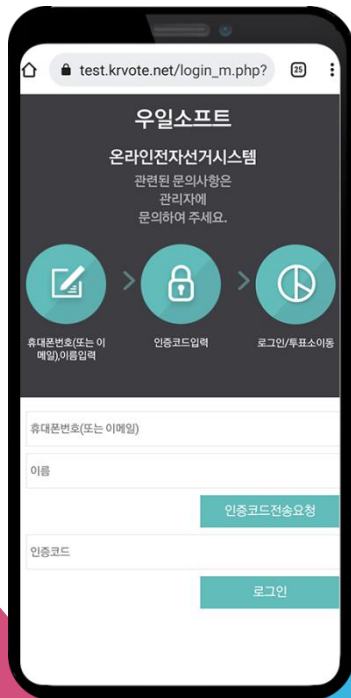 test.krvote.net/login_m.php?
25
우일소프트
온라인전자선거시스템
관련된 문의사항은
관리자에
문의하여 주세요.
휴대폰번호(또는 이
메일),이름입력
인증코드입력
로그인/투표소이동
휴대폰번호(또는 이메일)
이름
인증코드전송요청
인증코드
로그인